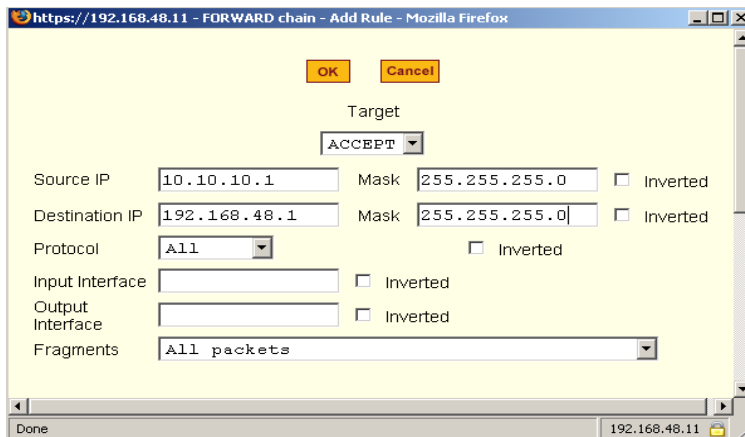 https://192.168.48.11 - FORWARD chain - Add Rule - Mozilla Firefox
OK Cancel
Target
ACCEPT
Source IP 10.10.10.1 Mask 255.255.255.0 Inverted
Destination IP 192.168.48.1 Mask 255.255.255.0 Inverted
Protocol All Inverted
Input Interface Inverted
Output
Interface Inverted
Fragments All packets
Done 192.168.48.11